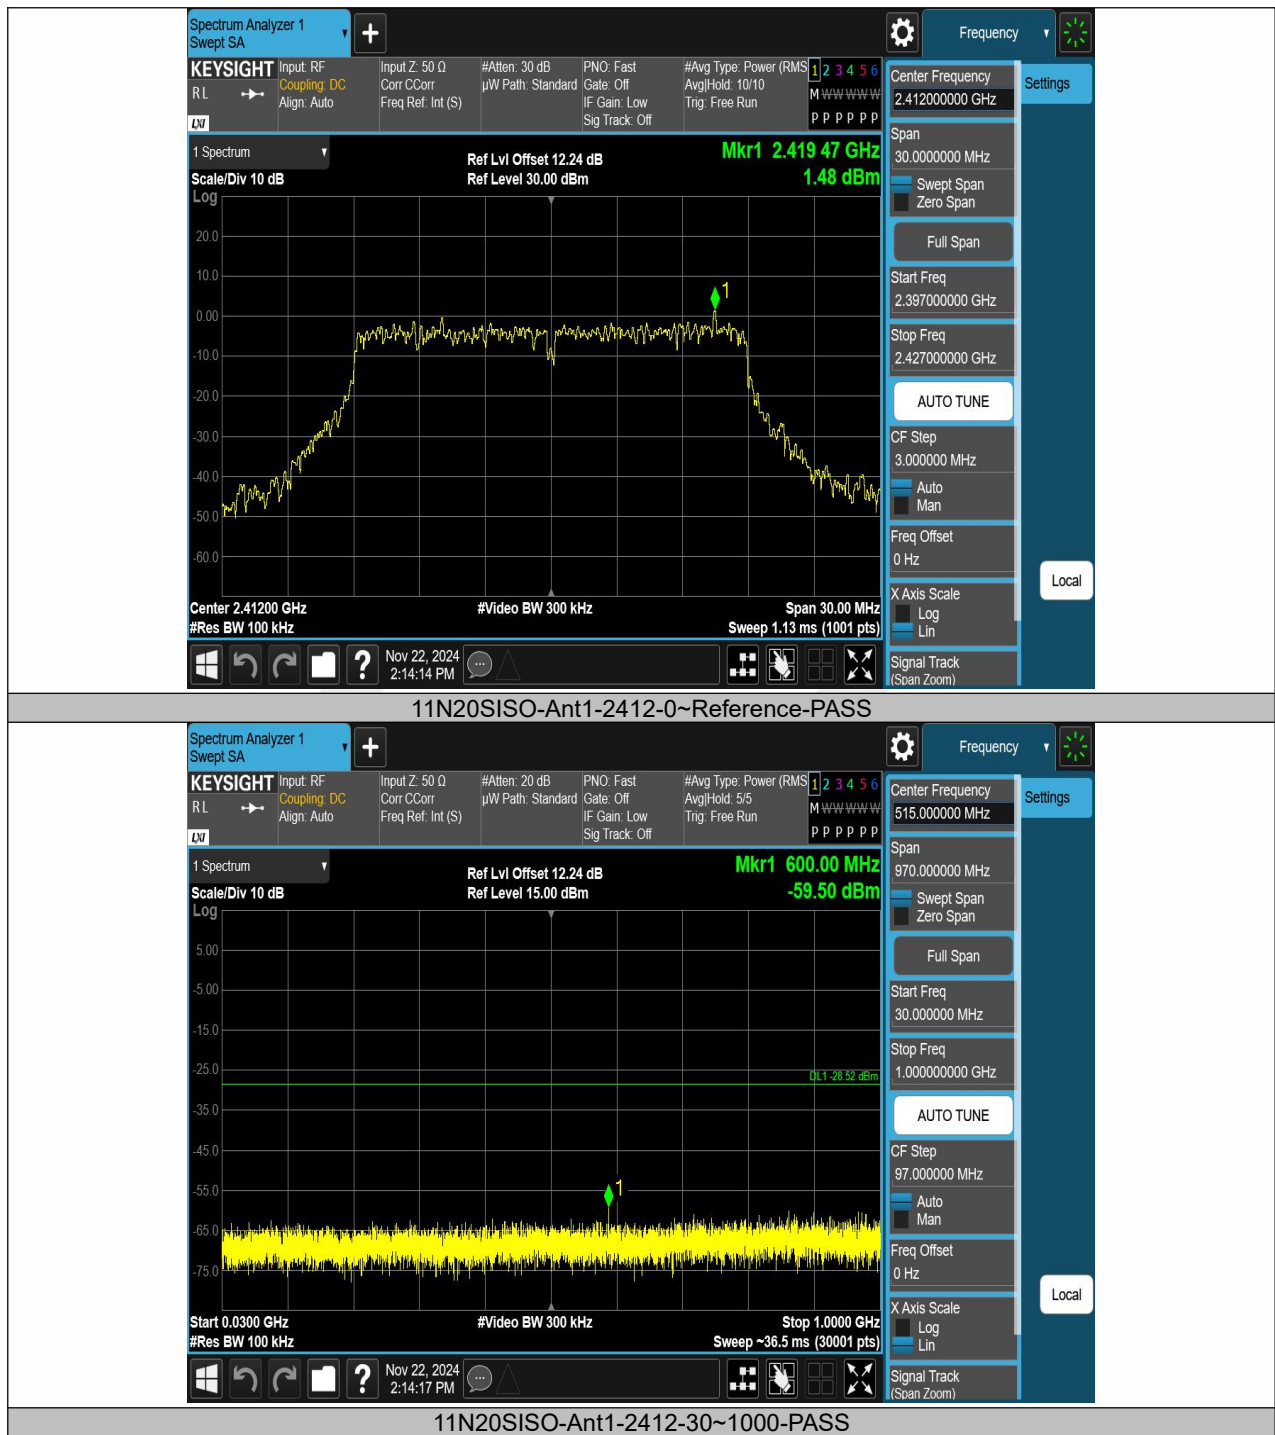 Spectrum Analyzer 1
Swept SA
+
Frequency
KEYSIGHT
RL
LXI
Input: RF
Coupling: DC
Align: Auto
Input Z: 50 Ω
Corr CCorr
Freq Ref: Int (S)
#Atten: 30 dB
µW Path: Standard
PNO: Fast
Gate: Off
IF Gain: Low
Sig Track: Off
#Avg Type: Power (RMS
Avg|Hold: 10/10
Trig: Free Run
1 2 3 4 5 6
M W W W W W
P P P P P P
1 Spectrum
Scale/Div 10 dB
Ref Lvl Offset 12.24 dB
Ref Level 30.00 dBm
Mkr1 2.419 47 GHz
1.48 dBm
Log
20.0
10.0
0.00
-10.0
-20.0
-30.0
-40.0
-50.0
-60.0
1
Center 2.41200 GHz
#Res BW 100 kHz
#Video BW 300 kHz
Span 30.00 MHz
Sweep 1.13 ms (1001 pts)
?
Nov 22, 2024
2:14:14 PM
Center Frequency
2.412000000 GHz
Span
30.0000000 MHz
Swept Span
Zero Span
Full Span
Start Freq
2.397000000 GHz
Stop Freq
2.427000000 GHz
AUTO TUNE
CF Step
3.000000 MHz
Auto
Man
Freq Offset
0 Hz
X Axis Scale
Log
Lin
Signal Track
(Span Zoom)
Settings
Local
11N20SISO-Ant1-2412-0~Reference-PASS
Spectrum Analyzer 1
Swept SA
+
Frequency
KEYSIGHT
RL
LXI
Input: RF
Coupling: DC
Align: Auto
Input Z: 50 Ω
Corr CCorr
Freq Ref: Int (S)
#Atten: 20 dB
µW Path: Standard
PNO: Fast
Gate: Off
IF Gain: Low
Sig Track: Off
#Avg Type: Power (RMS
Avg|Hold: 5/5
Trig: Free Run
1 2 3 4 5 6
M W W W W W
P P P P P P
1 Spectrum
Scale/Div 10 dB
Ref Lvl Offset 12.24 dB
Ref Level 15.00 dBm
Mkr1 600.00 MHz
-59.50 dBm
Log
5.00
-5.00
-15.0
-25.0
-35.0
-45.0
-55.0
-65.0
-75.0
DL1 -28.52 dBm
1
Start 0.0300 GHz
#Res BW 100 kHz
#Video BW 300 kHz
Stop 1.0000 GHz
Sweep ~36.5 ms (30001 pts)
?
Nov 22, 2024
2:14:17 PM
Center Frequency
515.000000 MHz
Span
970.000000 MHz
Swept Span
Zero Span
Full Span
Start Freq
30.000000 MHz
Stop Freq
1.000000000 GHz
AUTO TUNE
CF Step
97.000000 MHz
Auto
Man
Freq Offset
0 Hz
X Axis Scale
Log
Lin
Signal Track
(Span Zoom)
Settings
Local
11N20SISO-Ant1-2412-30~1000-PASS